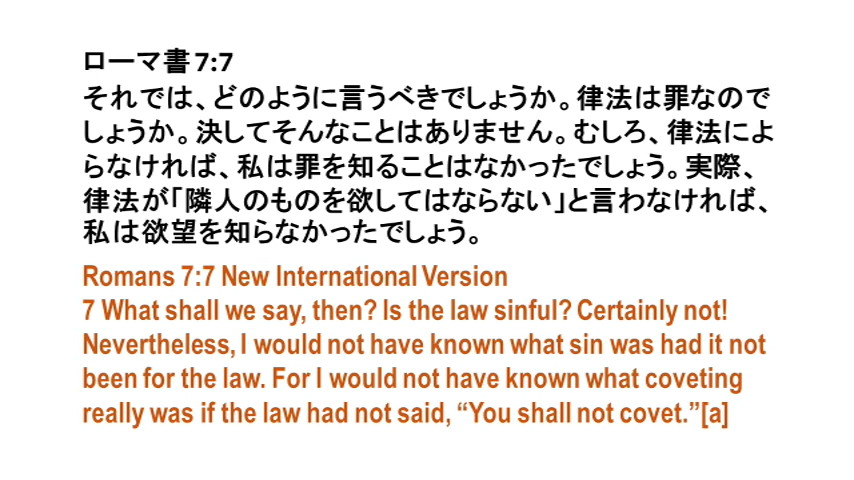 ローマ書 7:7
それでは、どのように言うべきでしょうか。律法は罪なので
しょうか。決してそんなことはありません。むしろ、律法によ
らなければ、私は罪を知ることはなかったでしょう。実際、
律法が「隣人のものを欲してはならない」と言わなければ、
私は欲望を知らなかったでしょう。
Romans 7:7 New International Version
7 What shall we say, then? Is the law sinful? Certainly not!
Nevertheless, I would not have known what sin was had it not
been for the law. For I would not have known what coveting
really was if the law had not said, “You shall not covet.”[a]